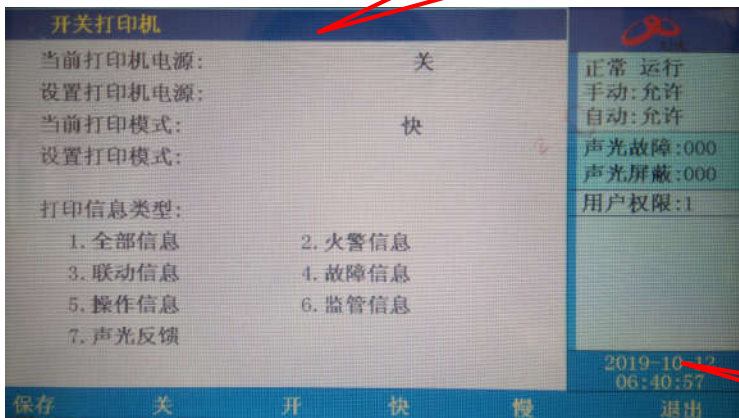 开关打印机
当前打印机电源: 关
设置打印机电源:
当前打印模式: 快
设置打印模式:
打印信息类型:
1.全部信息 2.火警信息
3.联动信息 4.故障信息
5.操作信息 6.监管信息
7.声光反馈
正常 运行
手动:允许
自动:允许
声光故障:000
声光屏蔽:000
用户权限:1
2019-10-12
06:40:57
保存 关 开 快 慢 退出